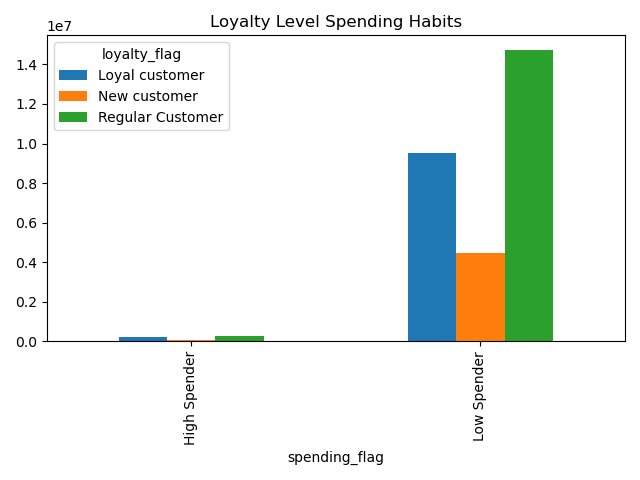 Loyalty Level Spending Habits
1e7
loyalty_flag
Loyal customer
New customer
Regular Customer
1.4
1.2
1.0
0.8
0.6
0.4
0.2
0.0
High Spender
Low Spender
spending_flag